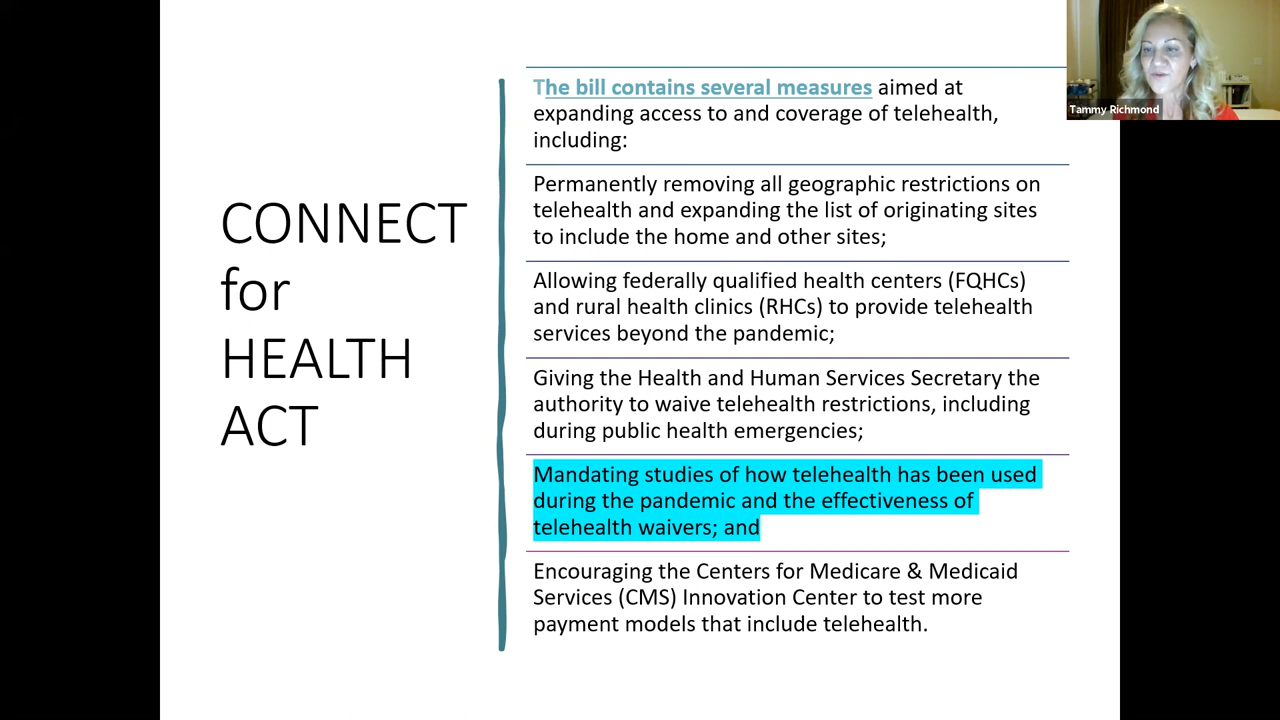 CONNECT
for
HEALTH
ACT
The bill contains several measures aimed at
expanding access to and coverage of telehealth,
including:
Permanently removing all geographic restrictions on
telehealth and expanding the list of originating sites
to include the home and other sites;
Allowing federally qualified health centers (FQHCs)
and rural health clinics (RHCs) to provide telehealth
services beyond the pandemic;
Giving the Health and Human Services Secretary the
authority to waive telehealth restrictions, including
during public health emergencies;
Mandating studies of how telehealth has been used
during the pandemic and the effectiveness of
telehealth waivers; and
Encouraging the Centers for Medicare & Medicaid
Services (CMS) Innovation Center to test more
payment models that include telehealth.
Tammy Richmond